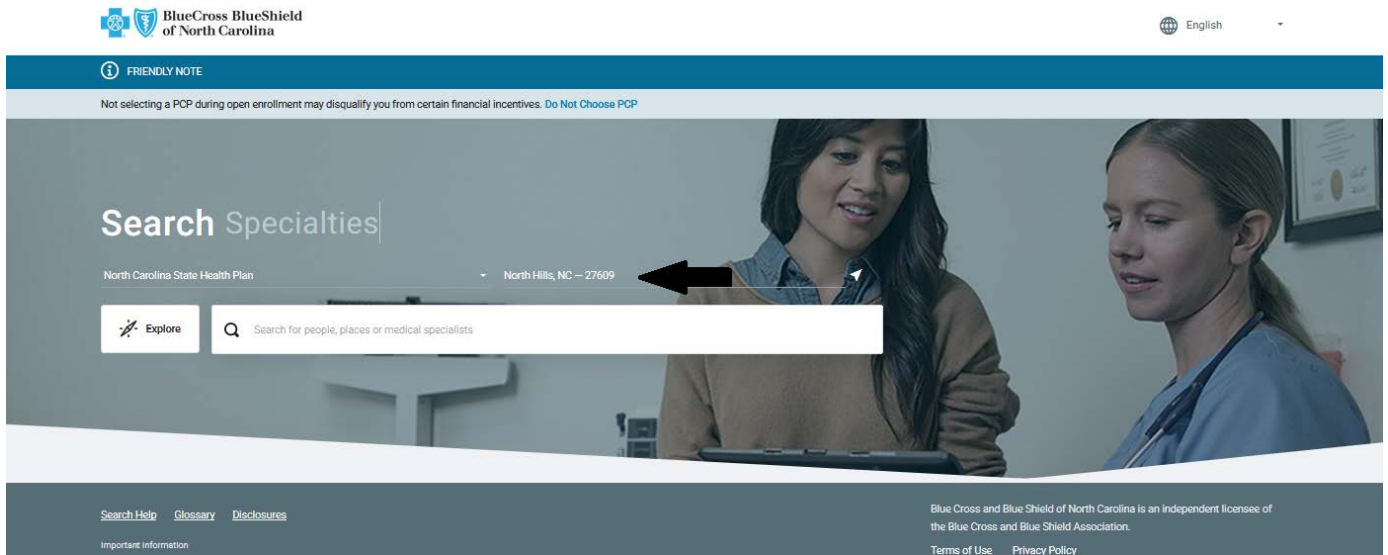 BlueCross BlueShield
of North Carolina
English
FRIENDLY NOTE
Not selecting a PCP during open enrollment may disqualify you from certain financial incentives. Do Not Choose PCP
Search Specialties
North Carolina State Health Plan
North Hills, NC — 27609
Explore
Search for people, places or medical specialists
Search Help Glossary Disclosures
Important Information
Blue Cross and Blue Shield of North Carolina is an independent licensee of
the Blue Cross and Blue Shield Association.
Terms of Use Privacy Policy